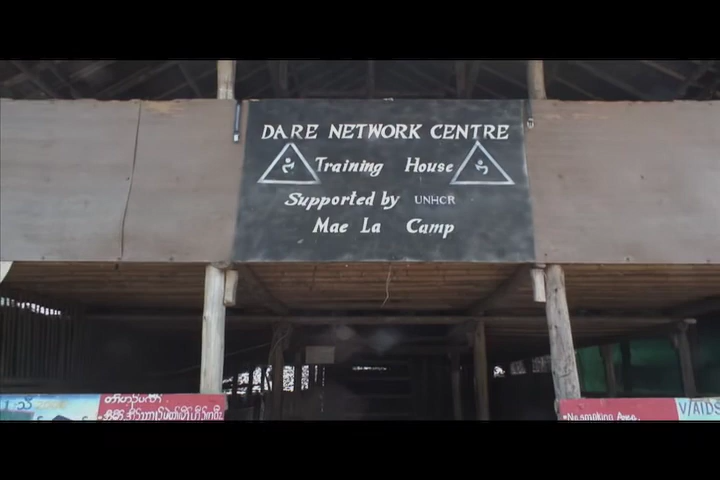 DARE NETWORK CENTRE
Training House
Supported by UNHCR
Mae La Camp
No smoking Area.
V/AIDS